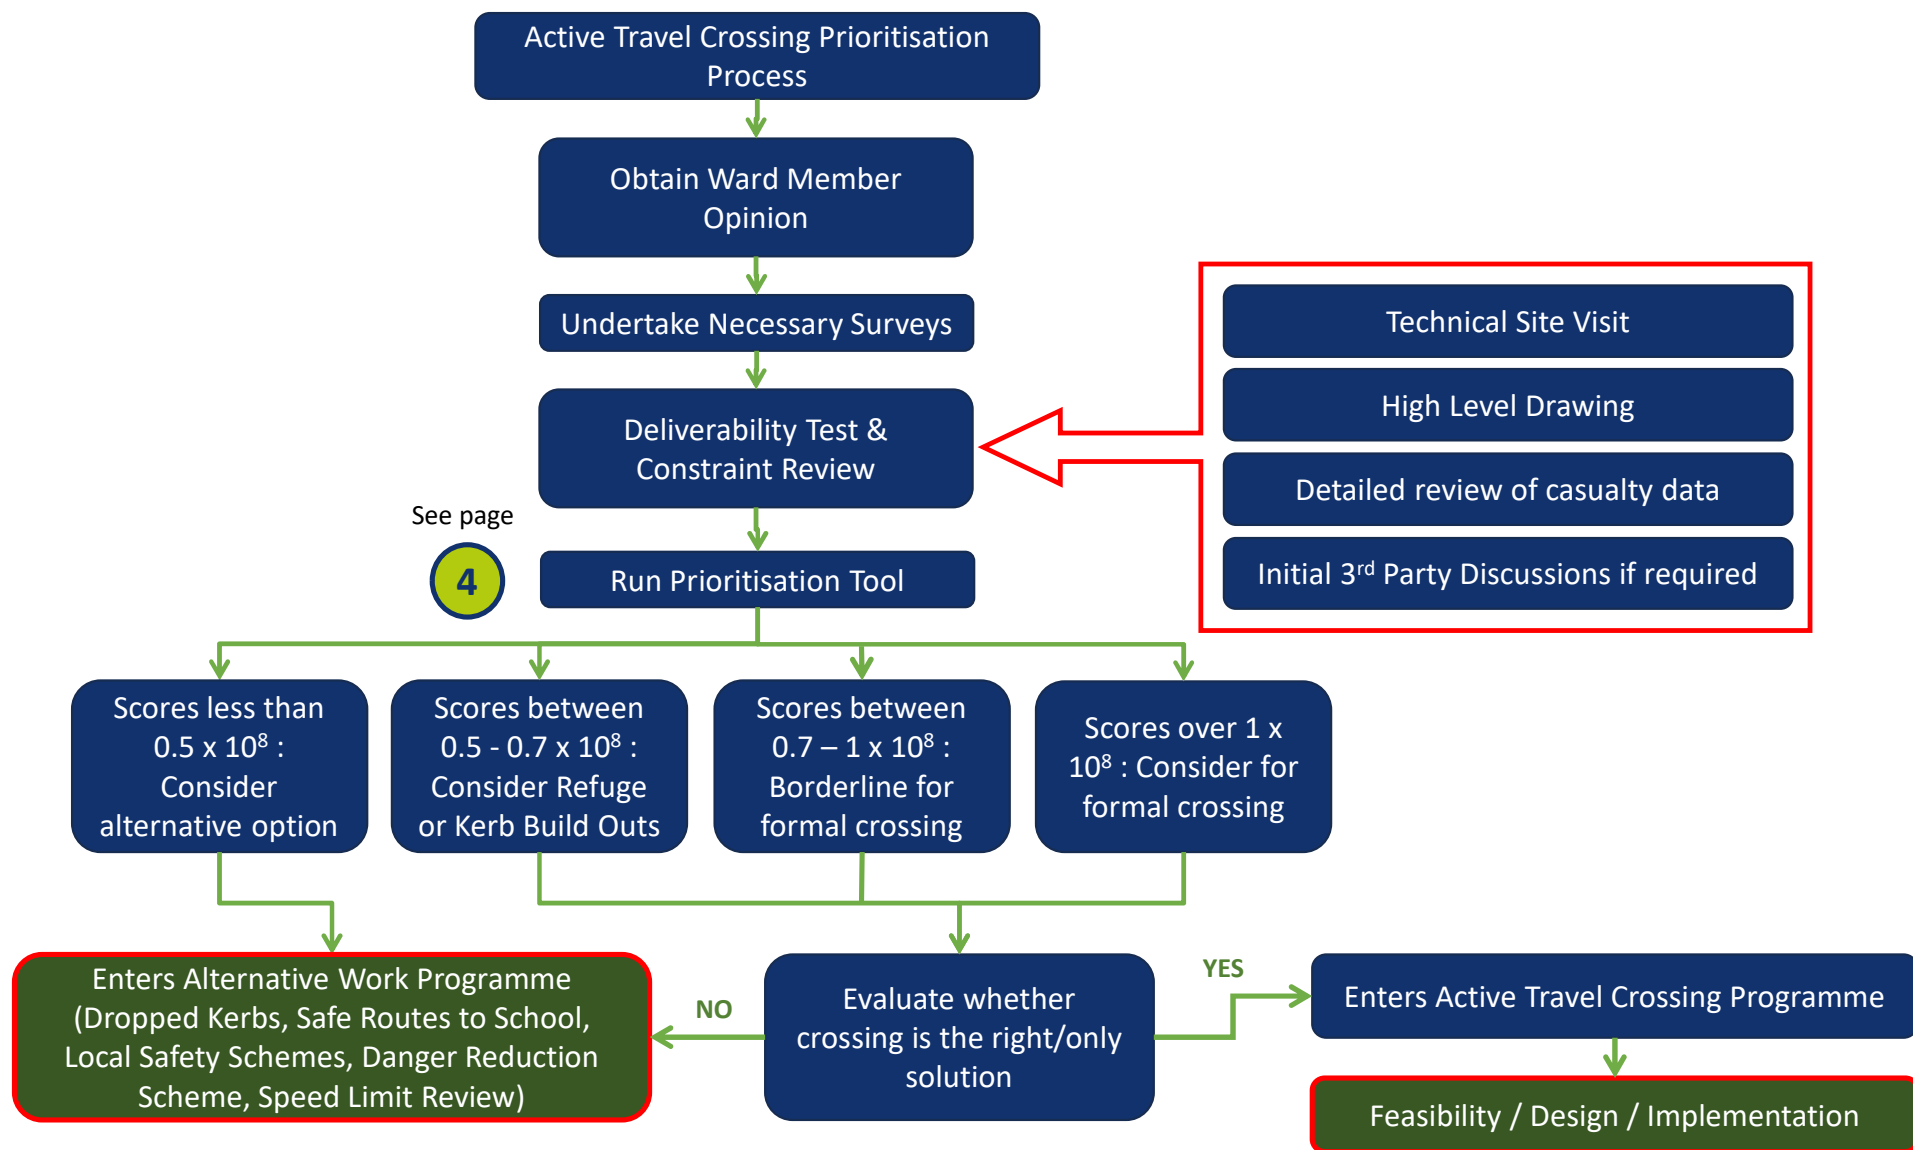 Active Travel Crossing Prioritisation
Process
Obtain Ward Member
Opinion
Undertake Necessary Surveys
Deliverability Test &
Constraint Review
Technical Site Visit
High Level Drawing
Detailed review of casualty data
Initial 3rd Party Discussions if required
See page
4
Run Prioritisation Tool
Scores less than
0.5 x 10⁸ :
Consider
alternative option
Scores between
0.5 - 0.7 x 10⁸ :
Consider Refuge
or Kerb Build Outs
Scores between
0.7 – 1 x 10⁸ :
Borderline for
formal crossing
Scores over 1 x
10⁸ : Consider for
formal crossing
Enters Alternative Work Programme
(Dropped Kerbs, Safe Routes to School,
Local Safety Schemes, Danger Reduction
Scheme, Speed Limit Review)
NO
Evaluate whether
crossing is the right/only
solution
YES
Enters Active Travel Crossing Programme
Feasibility / Design / Implementation